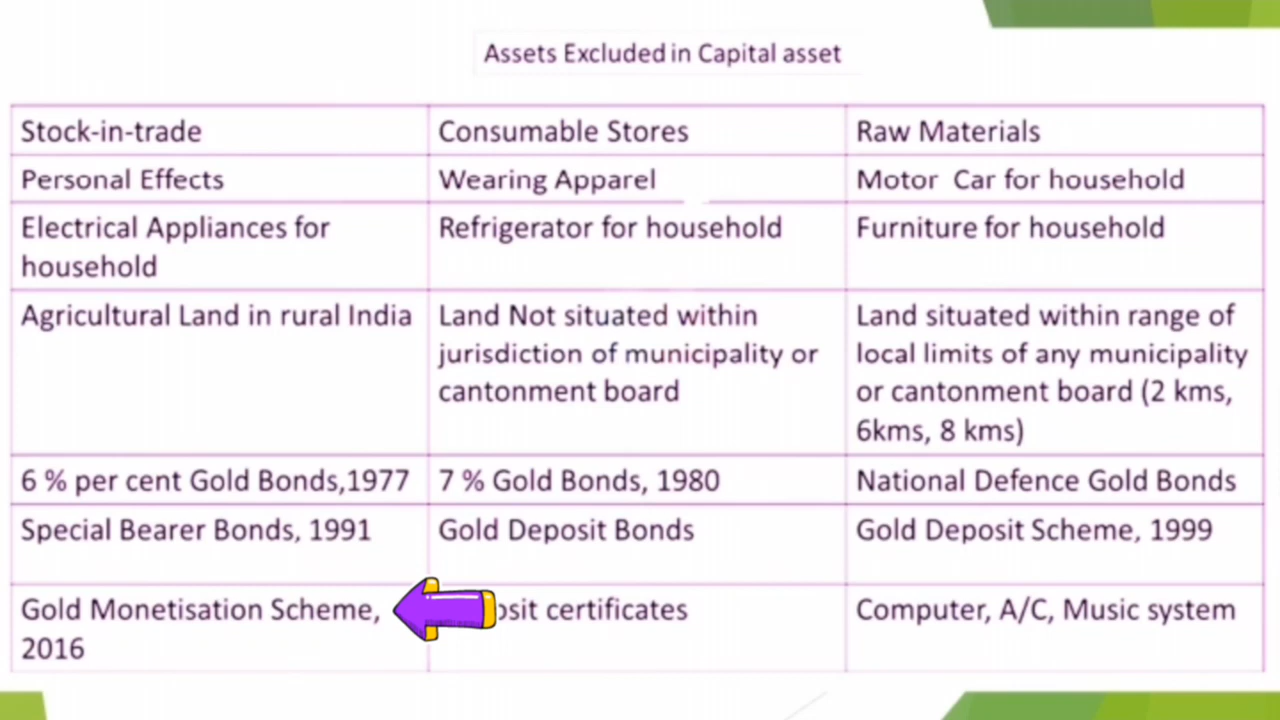 Assets Excluded in Capital asset
Stock-in-trade
Consumable Stores
Raw Materials
Personal Effects
Wearing Apparel
Motor Car for household
Electrical Appliances for
household
Refrigerator for household
Furniture for household
Agricultural Land in rural India
Land Not situated within
jurisdiction of municipality or
cantonment board
Land situated within range of
local limits of any municipality
or cantonment board (2 kms,
6kms, 8 kms)
6 % per cent Gold Bonds,1977
7 % Gold Bonds, 1980
National Defence Gold Bonds
Special Bearer Bonds, 1991
Gold Deposit Bonds
Gold Deposit Scheme, 1999
Gold Monetisation Scheme,
2016
certificates
Computer, A/C, Music system